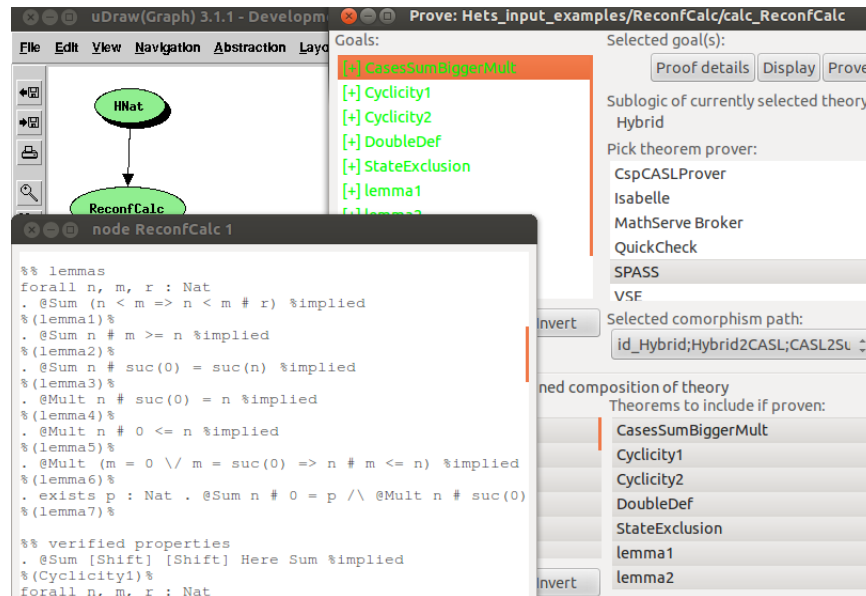 uDraw(Graph) 3.1.1 - Developm
File Edit View Navigation Abstraction Layo
HNat
ReconfCalc
Prove: Hets_input_examples/ReconfCalc/calc_ReconfCalc
Goals:
[+] CasesSumBiggerMult
[+] Cyclicity1
[+] Cyclicity2
[+] DoubleDef
[+] StateExclusion
[+] lemma1
[+] lemma2
Selected goal(s):
Proof details Display Prove
Sublogic of currently selected theory
Hybrid
Pick theorem prover:
CspCASLProver
Isabelle
MathServe Broker
QuickCheck
SPASS
VSE
Invert
Selected comorphism path:
id_Hybrid;Hybrid2CASL;CASL2Su
ned composition of theory
Theorems to include if proven:
CasesSumBiggerMult
Cyclicity1
Cyclicity2
DoubleDef
StateExclusion
lemma1
lemma2
Invert
node ReconfCalc 1
%% lemmas
forall n, m, r : Nat
. @Sum (n < m => n < m # r) %implied
%(lemma1)%
. @Sum n # m >= n %implied
%(lemma2)%
. @Sum n # suc(0) = suc(n) %implied
%(lemma3)%
. @Mult n # suc(0) = n %implied
%(lemma4)%
. @Mult n # 0 <= n %implied
%(lemma5)%
. @Mult (m = 0 \/ m = suc(0) => n # m <= n) %implied
%(lemma6)%
. exists p : Nat . @Sum n # 0 = p /\ @Mult n # suc(0)
%(lemma7)%
%% verified properties
. @Sum [Shift] [Shift] Here Sum %implied
%(Cyclicity1)%
forall n, m, r : Nat